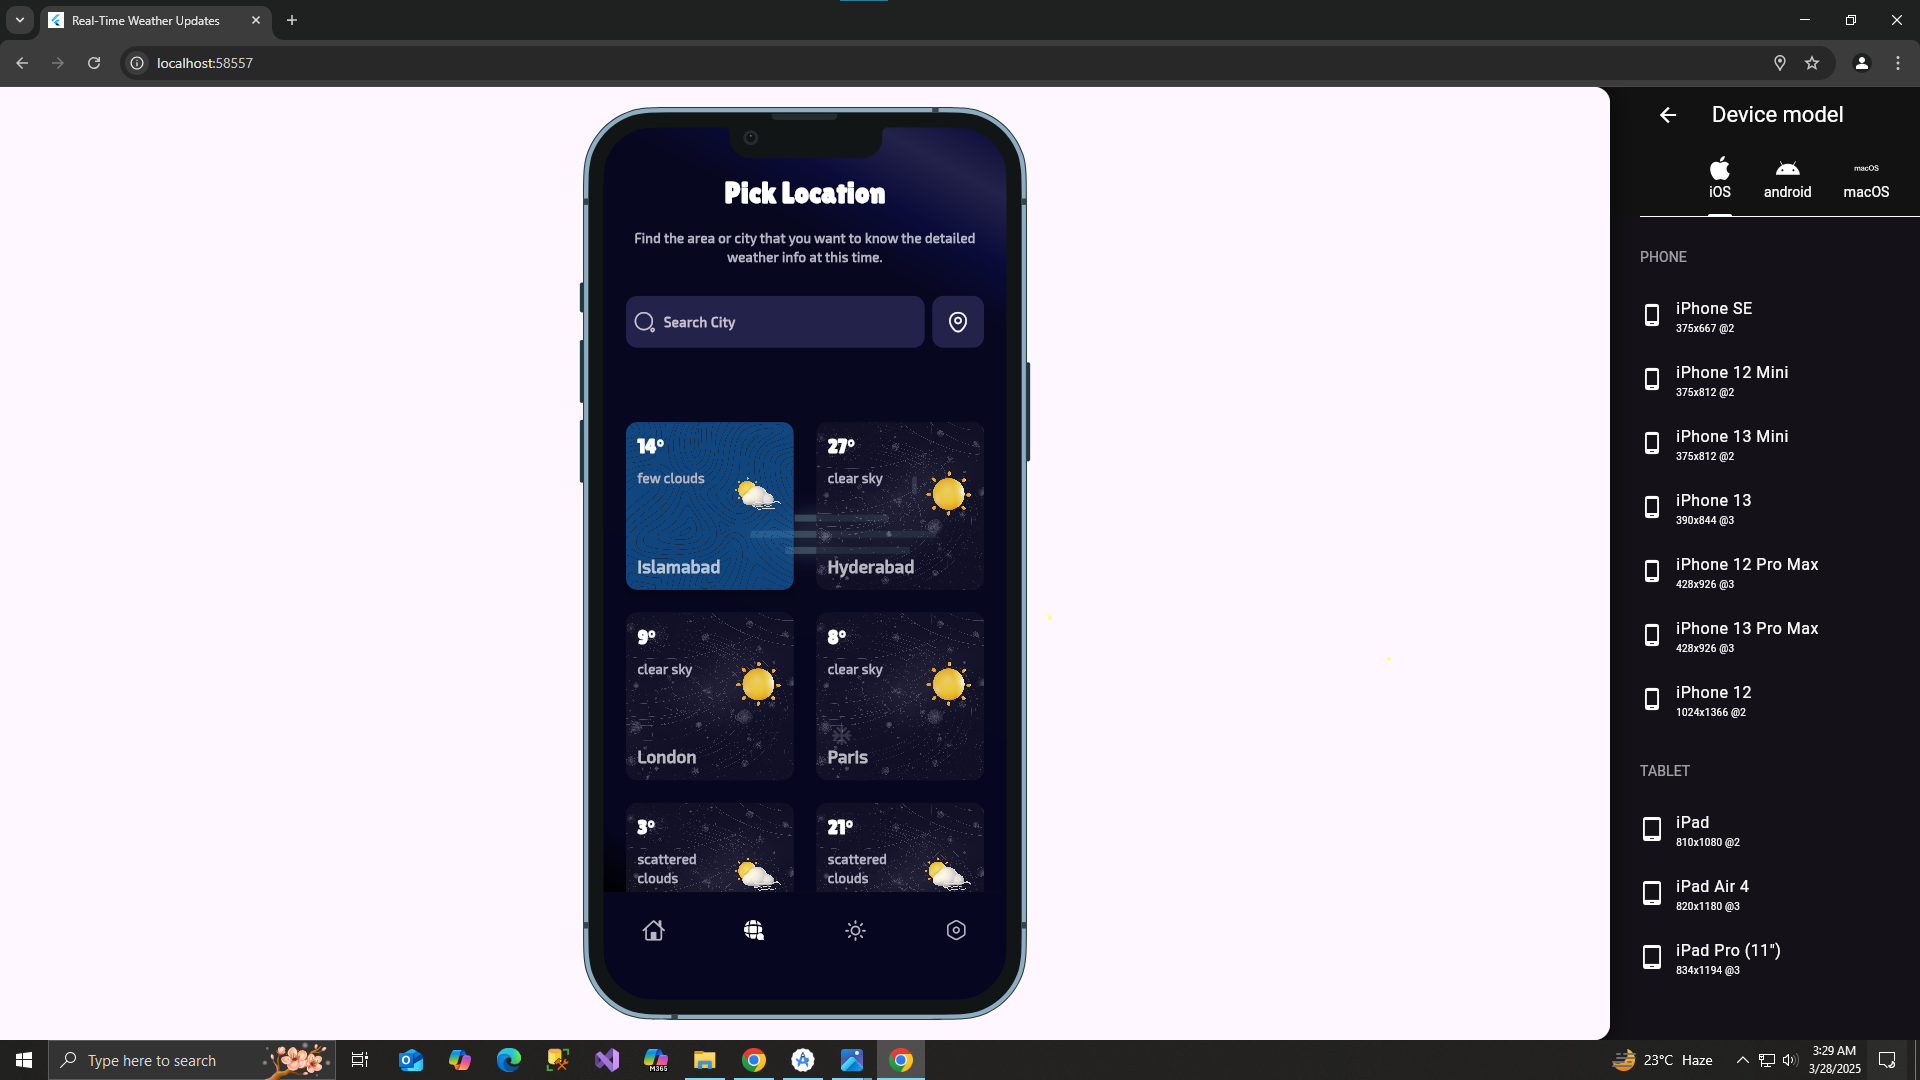 Real-Time Weather Updates
localhost:58557
Pick Location
Find the area or city that you want to know the detailed
weather info at this time.
Search City
14°
few clouds
Islamabad
27°
clear sky
Hyderabad
9°
clear sky
London
8°
clear sky
Paris
3°
scattered
clouds
21°
scattered
clouds
Device model
iOS
android
macOS
macOS
PHONE
iPhone SE
375x667 @2
iPhone 12 Mini
375x812 @2
iPhone 13 Mini
375x812 @2
iPhone 13
390x844 @3
iPhone 12 Pro Max
428x926 @3
iPhone 13 Pro Max
428x926 @3
iPhone 12
1024x1366 @2
TABLET
iPad
810x1080 @2
iPad Air 4
820x1180 @3
iPad Pro (11")
834x1194 @3
Type here to search
M365
23°C Haze
3:29 AM
3/28/2025